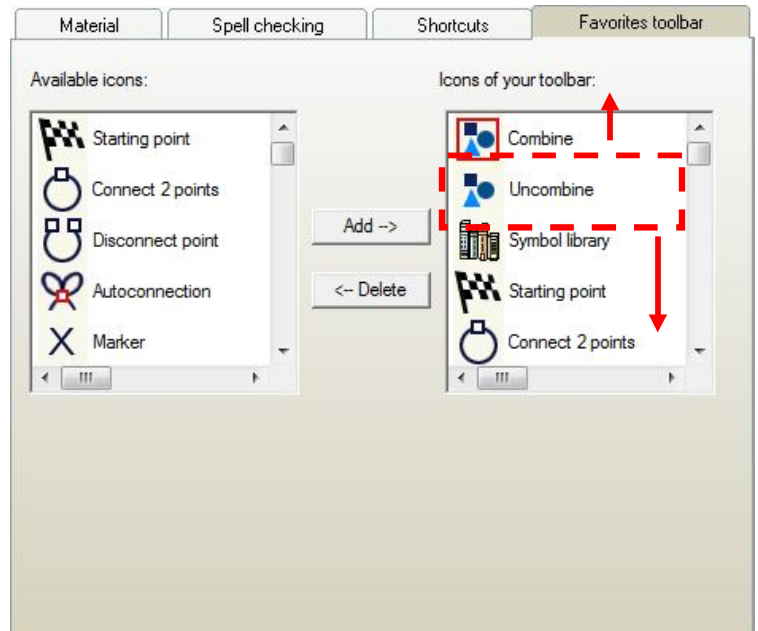 Material
Spell checking
Shortcuts
Favorites toolbar
Available icons:
Starting point
Connect 2 points
Disconnect point
Autoconnection
Marker
Add -->
<-- Delete
Icons of your toolbar:
Combine
Uncombine
Symbol library
Starting point
Connect 2 points